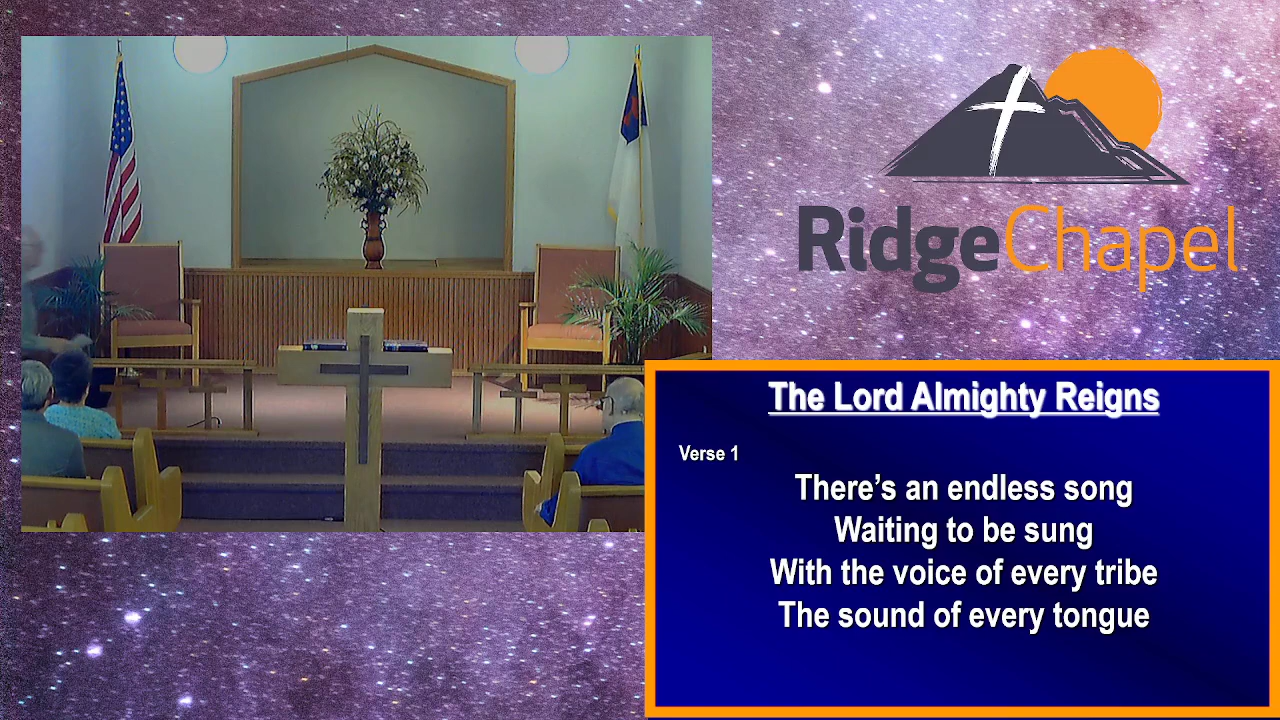 RidgeChapel
The Lord Almighty Reigns
Verse 1
There’s an endless song
Waiting to be sung
With the voice of every tribe
The sound of every tongue